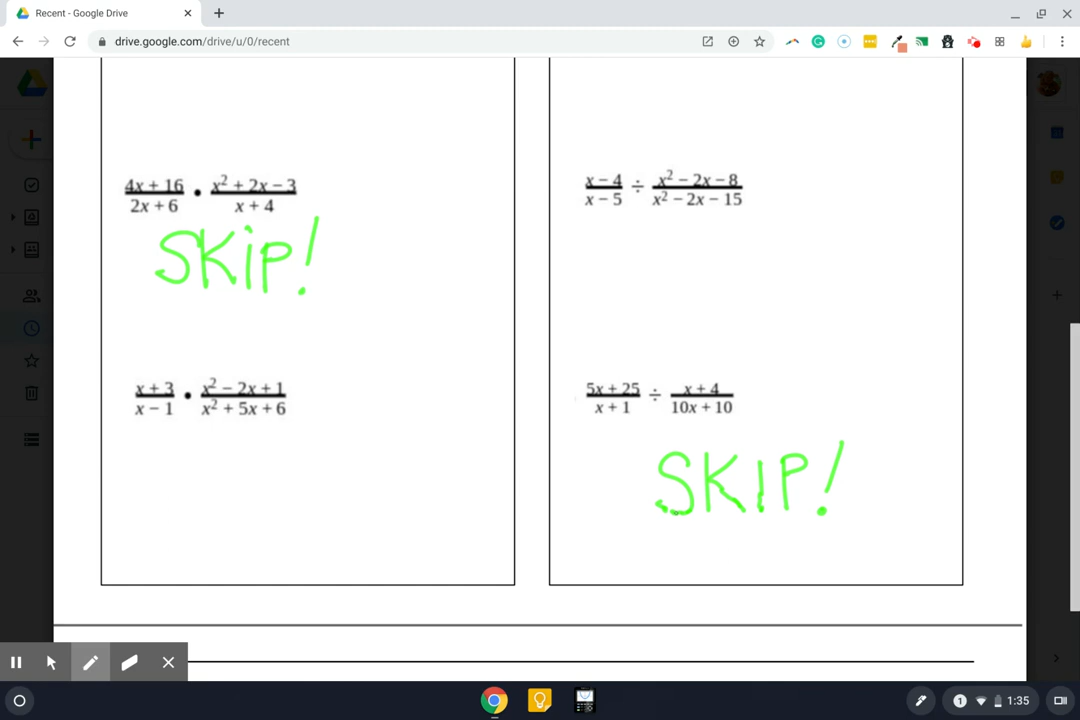 Recent - Google Drive
drive.google.com/drive/u/0/recent
4x + 16 / 2x + 6 • x² + 2x − 3 / x + 4
SKiP!
x − 4 / x − 5 ÷ x² − 2x − 8 / x² − 2x − 15
x + 3 / x − 1 • x² − 2x + 1 / x² + 5x + 6
5x + 25 / x + 1 ÷ x + 4 / 10x + 10
SKIP!
1
1:35